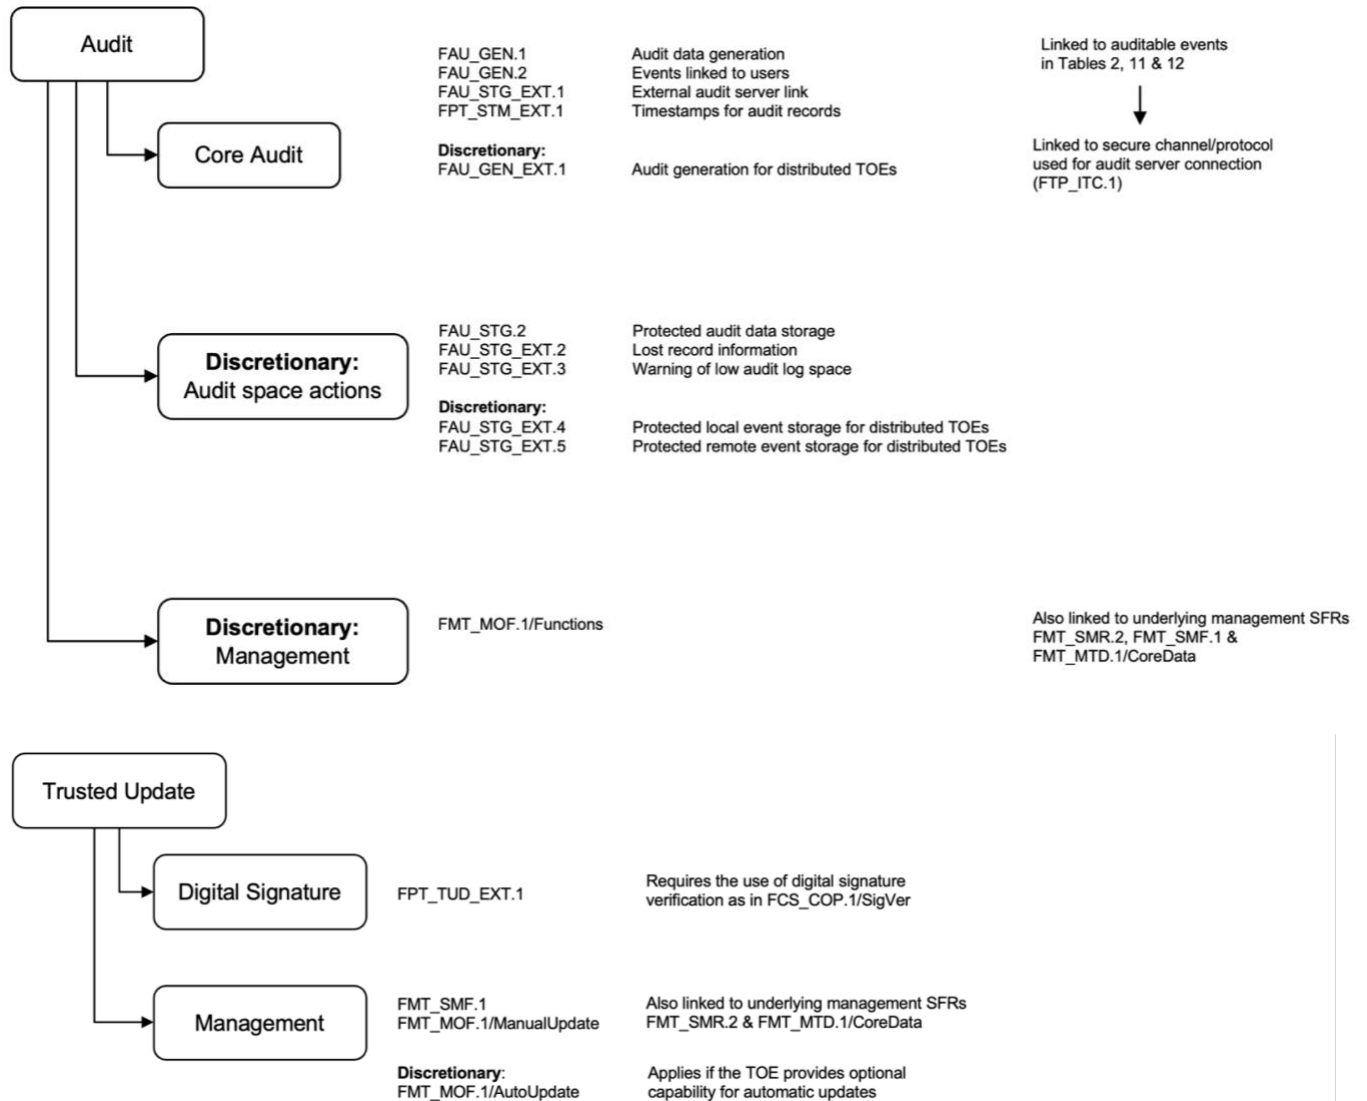 Audit
FAU_GEN.1 Audit data generation
FAU_GEN.2 Events linked to users
FAU_STG_EXT.1 External audit server link
FPT_STM_EXT.1 Timestamps for audit records
Linked to auditable events
in Tables 2, 11 & 12
Core Audit
Discretionary:
FAU_GEN_EXT.1 Audit generation for distributed TOEs
Linked to secure channel/protocol
used for audit server connection
(FTP_ITC.1)
Discretionary:
Audit space actions
FAU_STG.2 Protected audit data storage
FAU_STG_EXT.2 Lost record information
FAU_STG_EXT.3 Warning of low audit log space
Discretionary:
FAU_STG_EXT.4 Protected local event storage for distributed TOEs
FAU_STG_EXT.5 Protected remote event storage for distributed TOEs
Discretionary:
Management
FMT_MOF.1/Functions
Also linked to underlying management SFRs
FMT_SMR.2, FMT_SMF.1 &
FMT_MTD.1/CoreData
Trusted Update
Digital Signature
FPT_TUD_EXT.1
Requires the use of digital signature
verification as in FCS_COP.1/SigVer
Management
FMT_SMF.1
FMT_MOF.1/ManualUpdate
Also linked to underlying management SFRs
FMT_SMR.2 & FMT_MTD.1/CoreData
Discretionary:
FMT_MOF.1/AutoUpdate
Applies if the TOE provides optional
capability for automatic updates